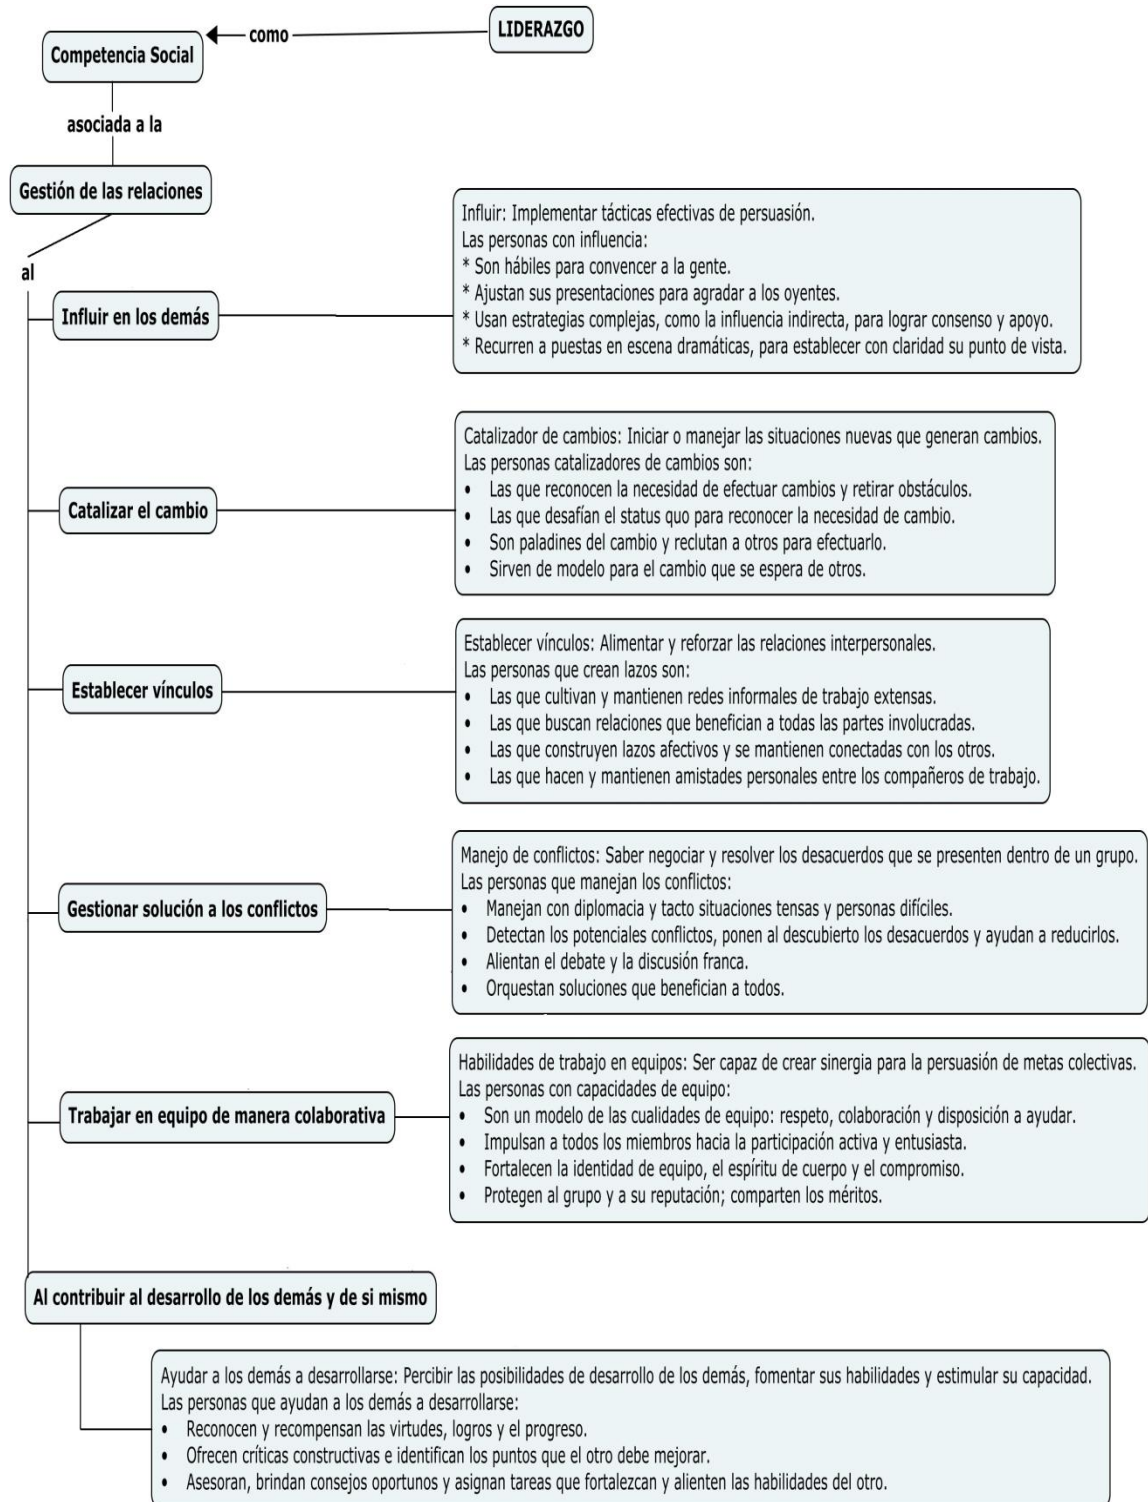 LIDERAZGO
como
Competencia Social
asociada a la
Gestión de las relaciones
al
Influir en los demás
Influir: Implementar tácticas efectivas de persuasión.
Las personas con influencia:
* Son hábiles para convencer a la gente.
* Ajustan sus presentaciones para agradar a los oyentes.
* Usan estrategias complejas, como la influencia indirecta, para lograr consenso y apoyo.
* Recurren a puestas en escena dramáticas, para establecer con claridad su punto de vista.
Catalizar el cambio
Catalizador de cambios: Iniciar o manejar las situaciones nuevas que generan cambios.
Las personas catalizadores de cambios son:
• Las que reconocen la necesidad de efectuar cambios y retirar obstáculos.
• Las que desafían el status quo para reconocer la necesidad de cambio.
• Son paladines del cambio y reclutan a otros para efectuarlo.
• Sirven de modelo para el cambio que se espera de otros.
Establecer vínculos
Establecer vínculos: Alimentar y reforzar las relaciones interpersonales.
Las personas que crean lazos son:
• Las que cultivan y mantienen redes informales de trabajo extensas.
• Las que buscan relaciones que benefician a todas las partes involucradas.
• Las que construyen lazos afectivos y se mantienen conectadas con los otros.
• Las que hacen y mantienen amistades personales entre los compañeros de trabajo.
Gestionar solución a los conflictos
Manejo de conflictos: Saber negociar y resolver los desacuerdos que se presenten dentro de un grupo.
Las personas que manejan los conflictos:
• Manejan con diplomacia y tacto situaciones tensas y personas difíciles.
• Detectan los potenciales conflictos, ponen al descubierto los desacuerdos y ayudan a reducirlos.
• Alientan el debate y la discusión franca.
• Orquestan soluciones que benefician a todos.
Trabajar en equipo de manera colaborativa
Habilidades de trabajo en equipos: Ser capaz de crear sinergia para la persuasión de metas colectivas.
Las personas con capacidades de equipo:
• Son un modelo de las cualidades de equipo: respeto, colaboración y disposición a ayudar.
• Impulsan a todos los miembros hacia la participación activa y entusiasta.
• Fortalecen la identidad de equipo, el espíritu de cuerpo y el compromiso.
• Protegen al grupo y a su reputación; comparten los méritos.
Al contribuir al desarrollo de los demás y de si mismo
Ayudar a los demás a desarrollarse: Percibir las posibilidades de desarrollo de los demás, fomentar sus habilidades y estimular su capacidad.
Las personas que ayudan a los demás a desarrollarse:
• Reconocen y recompensan las virtudes, logros y el progreso.
• Ofrecen críticas constructivas e identifican los puntos que el otro debe mejorar.
• Asesoran, brindan consejos oportunos y asignan tareas que fortalezcan y alienten las habilidades del otro.